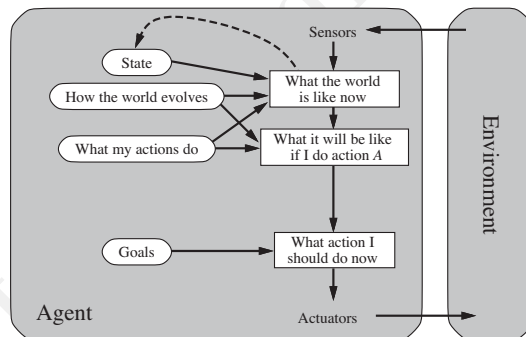 Sensors
State
What the world
is like now
How the world evolves
What it will be like
if I do action A
What my actions do
Environment
Goals
What action I
should do now
Agent
Actuators